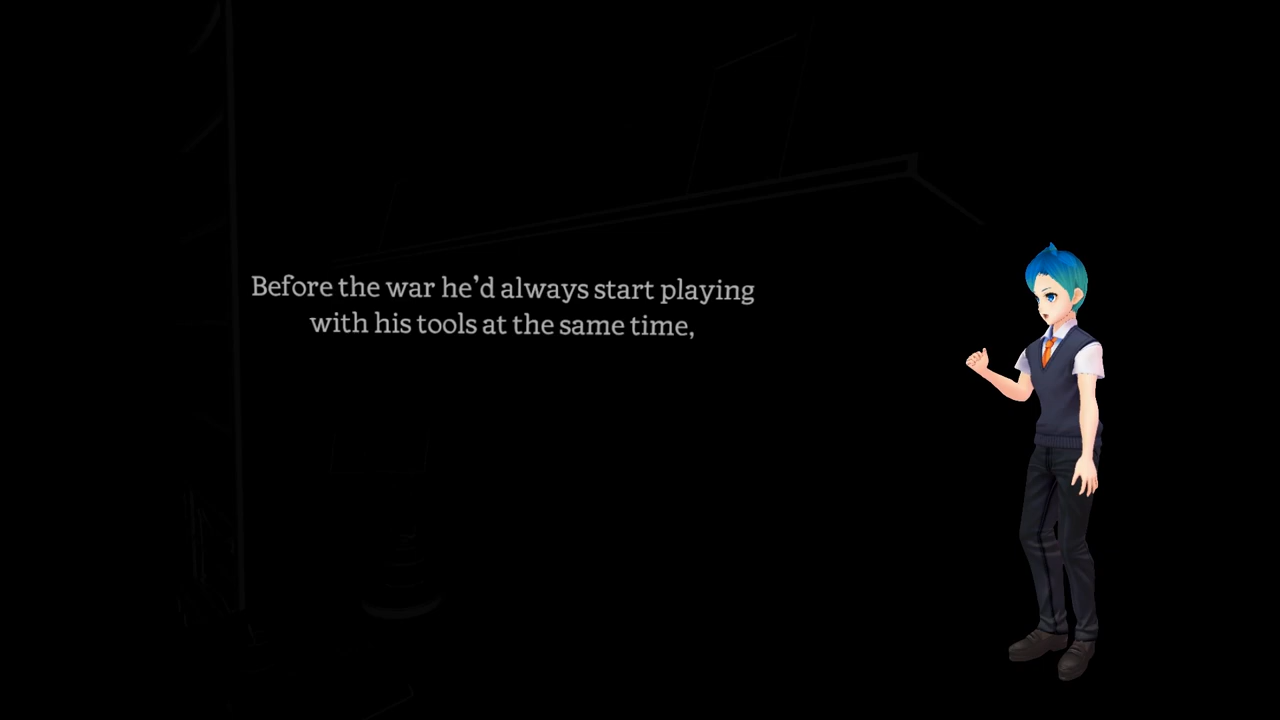 Before the war he’d always start playing
with his tools at the same time,